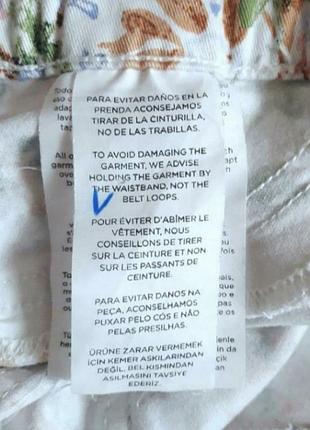 PARA EVITAR DAÑOS EN LA
PRENDA ACONSEJAMOS
TIRAR DE LA CINTURILLA,
NO DE LAS TRABILLAS.
TO AVOID DAMAGING THE
GARMENT, WE ADVISE
HOLDING THE GARMENT BY
THE WAISTBAND, NOT THE
BELT LOOPS.
POUR ÉVITER D'ABÎMER LE
VÊTEMENT, NOUS
CONSEILLONS DE TIRER
SUR LA CEINTURE ET NON
SUR LES PASSANTS DE
CEINTURE.
PARA EVITAR DANOS NA
PEÇA, ACONSELHAMOS
PUXAR PELO CÓS E NÃO
PELAS PRESILHAS.
ÜRÜNE ZARAR VERMEMEK
İÇİN KEMER ASKILARINDAN
DEĞİL, BEL KISMINDAN
ASILMASINI TAVSİYE
EDERİZ.